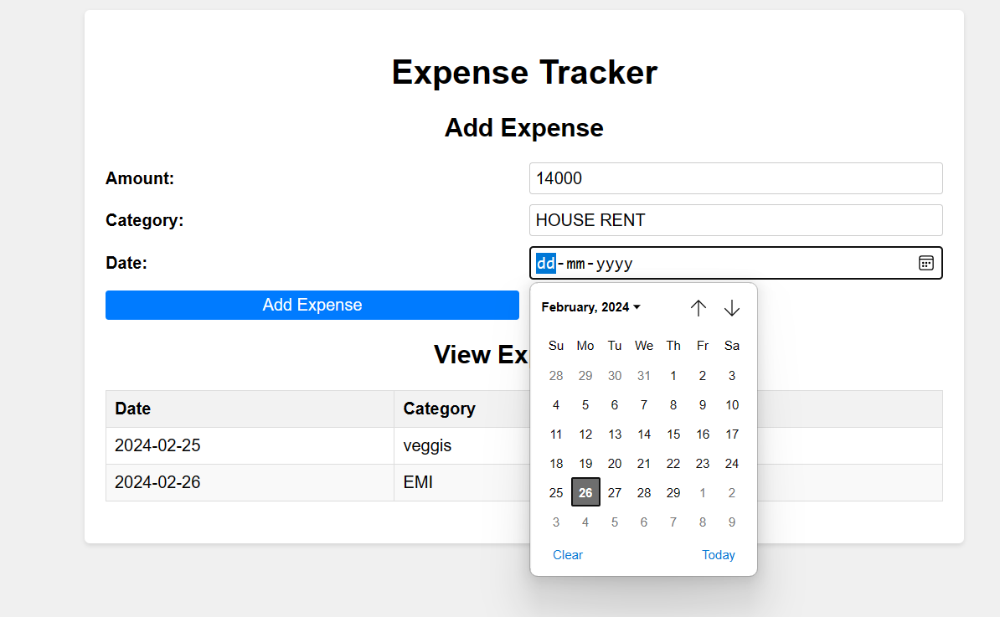 Expense Tracker
Add Expense
Amount: 14000
Category: HOUSE RENT
Date: dd-mm-yyyy
Add Expense
February, 2024
Su Mo Tu We Th Fr Sa
28 29 30 31 1 2 3
4 5 6 7 8 9 10
11 12 13 14 15 16 17
18 19 20 21 22 23 24
25 26 27 28 29 1 2
3 4 5 6 7 8 9
Clear Today
View Ex
Date Category
2024-02-25 veggis
2024-02-26 EMI